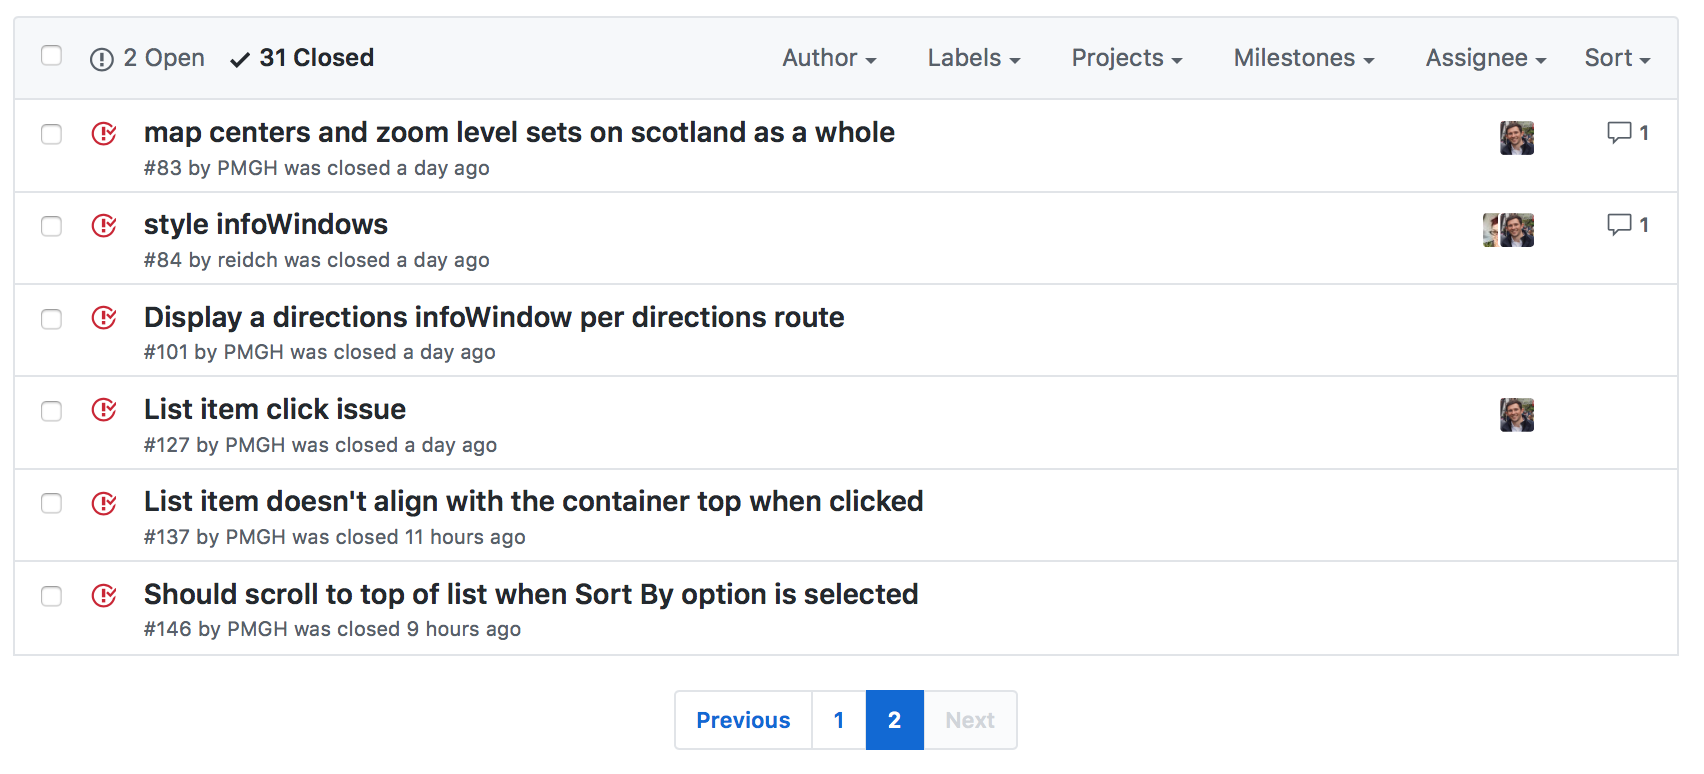 2 Open 31 Closed Author Labels Projects Milestones Assignee Sort
map centers and zoom level sets on scotland as a whole 1
#83 by PMGH was closed a day ago
style infoWindows 1
#84 by reidch was closed a day ago
Display a directions infoWindow per directions route
#101 by PMGH was closed a day ago
List item click issue
#127 by PMGH was closed a day ago
List item doesn't align with the container top when clicked
#137 by PMGH was closed 11 hours ago
Should scroll to top of list when Sort By option is selected
#146 by PMGH was closed 9 hours ago
Previous 1 2 Next